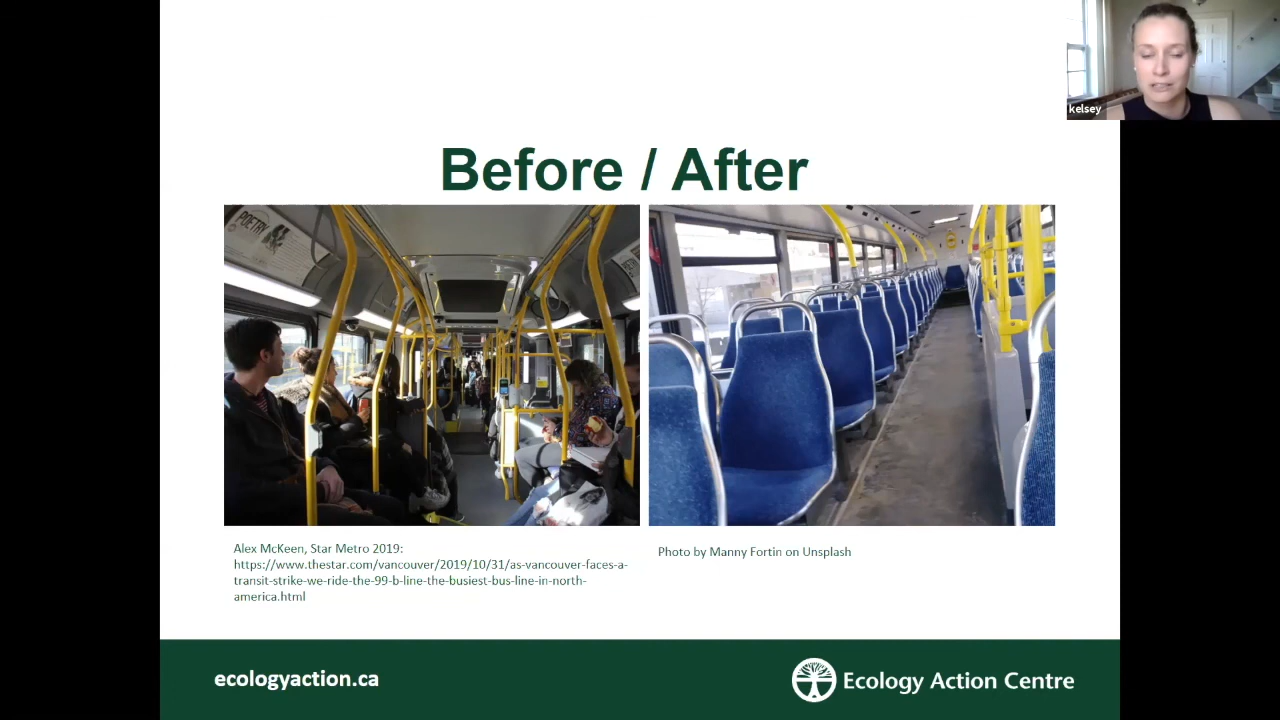 kelsey
Before / After
POETRY
Alex McKeen, Star Metro 2019:
https://www.thestar.com/vancouver/2019/10/31/as-vancouver-faces-a-
transit-strike-we-ride-the-99-b-line-the-busiest-bus-line-in-north-
america.html
Photo by Manny Fortin on Unsplash
ecologyaction.ca
Ecology Action Centre